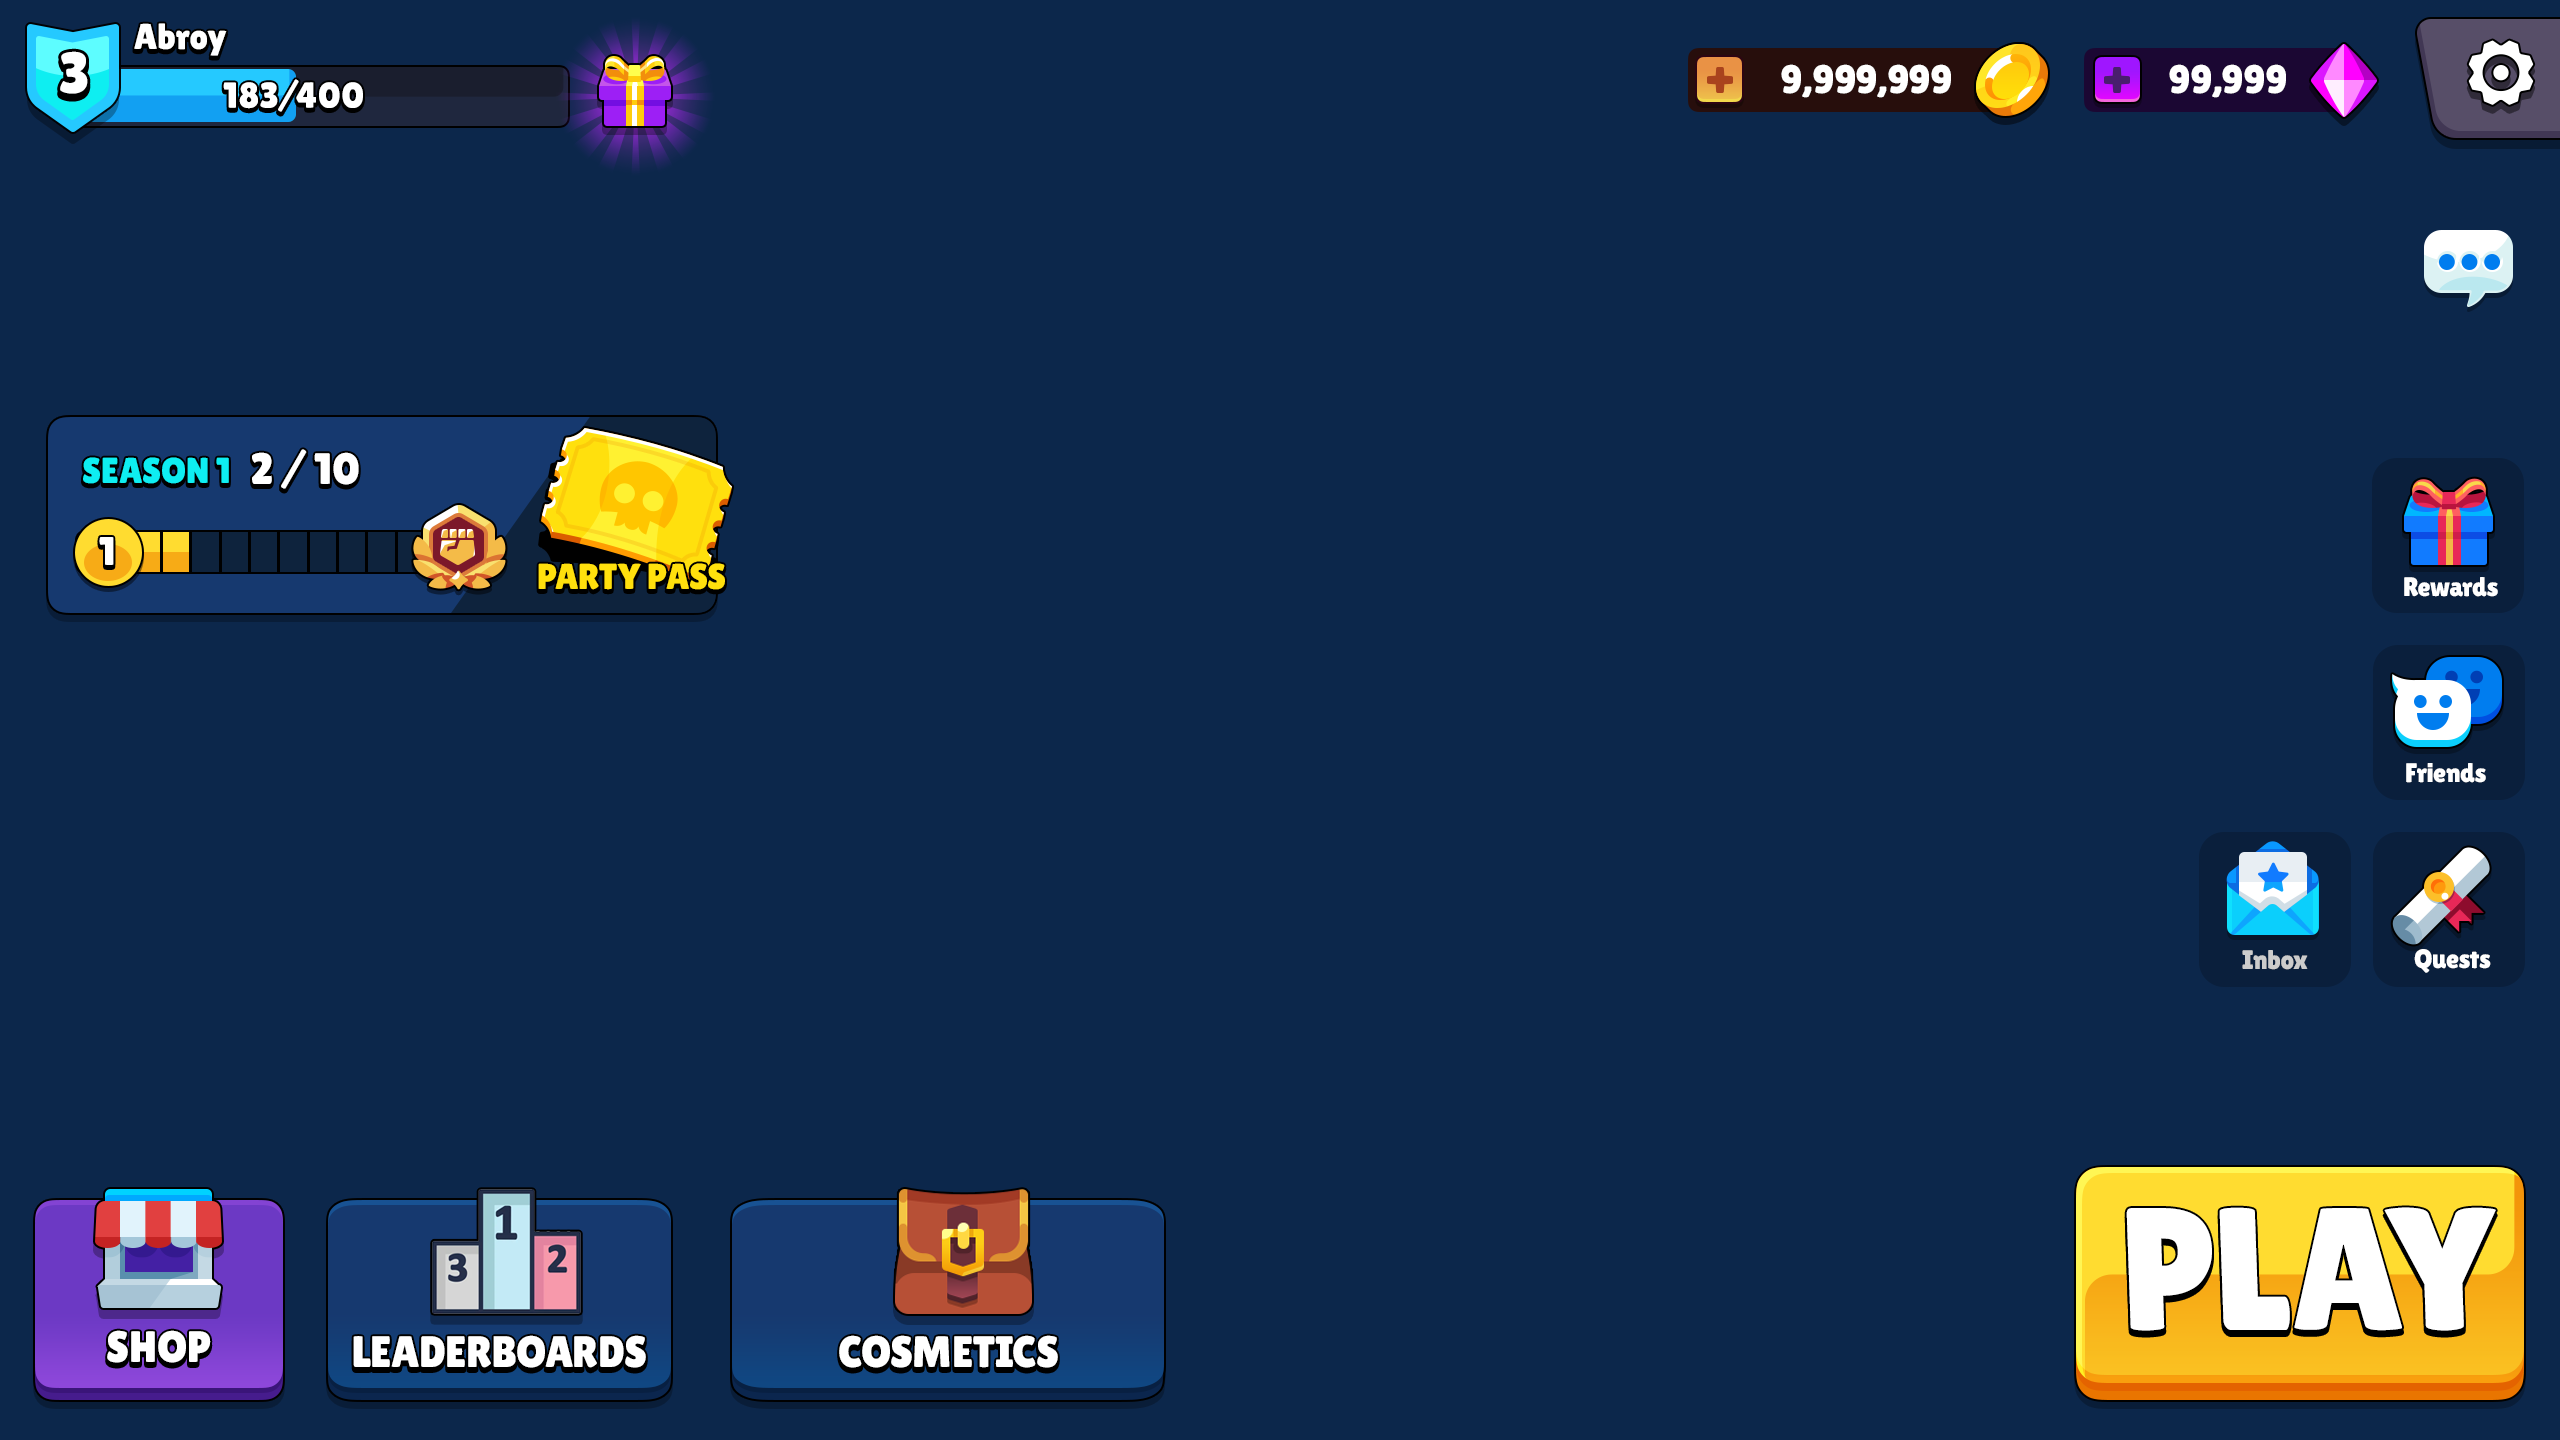 Abroy
3
183/400
9,999,999
99,999
SEASON 1 2 / 10
1
PARTY PASS
Rewards
Friends
Inbox
Quests
1
3
2
SHOP
LEADERBOARDS
COSMETICS
PLAY